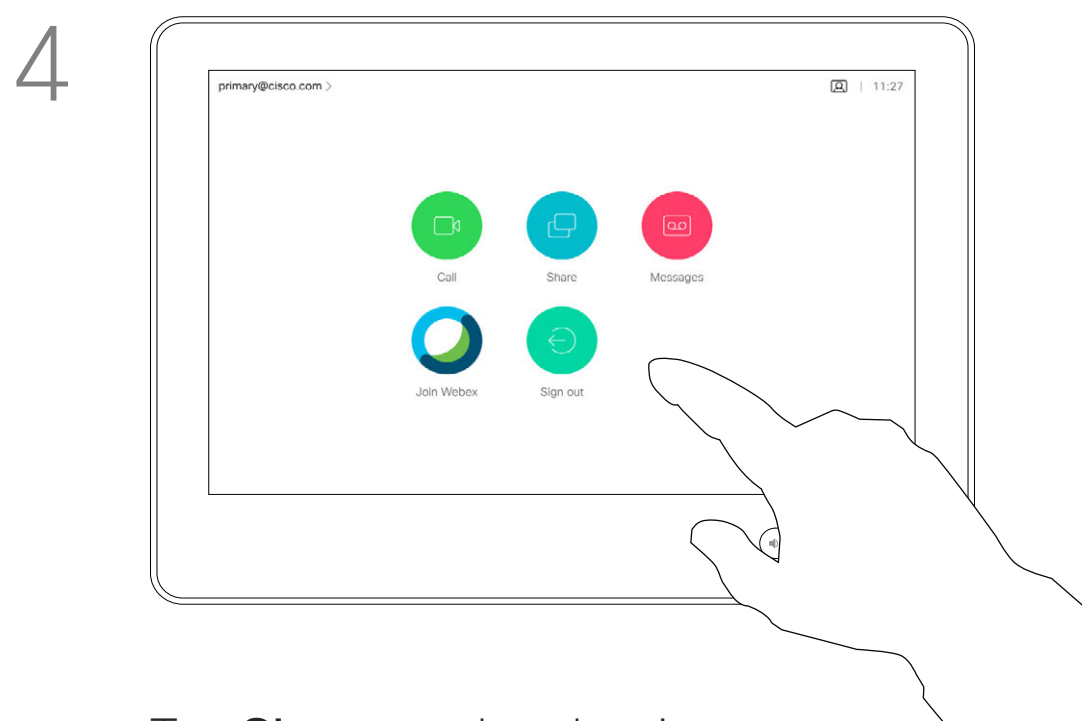 4
primary@cisco.com >
11:27
Call
Share
Messages
Join Webex
Sign out